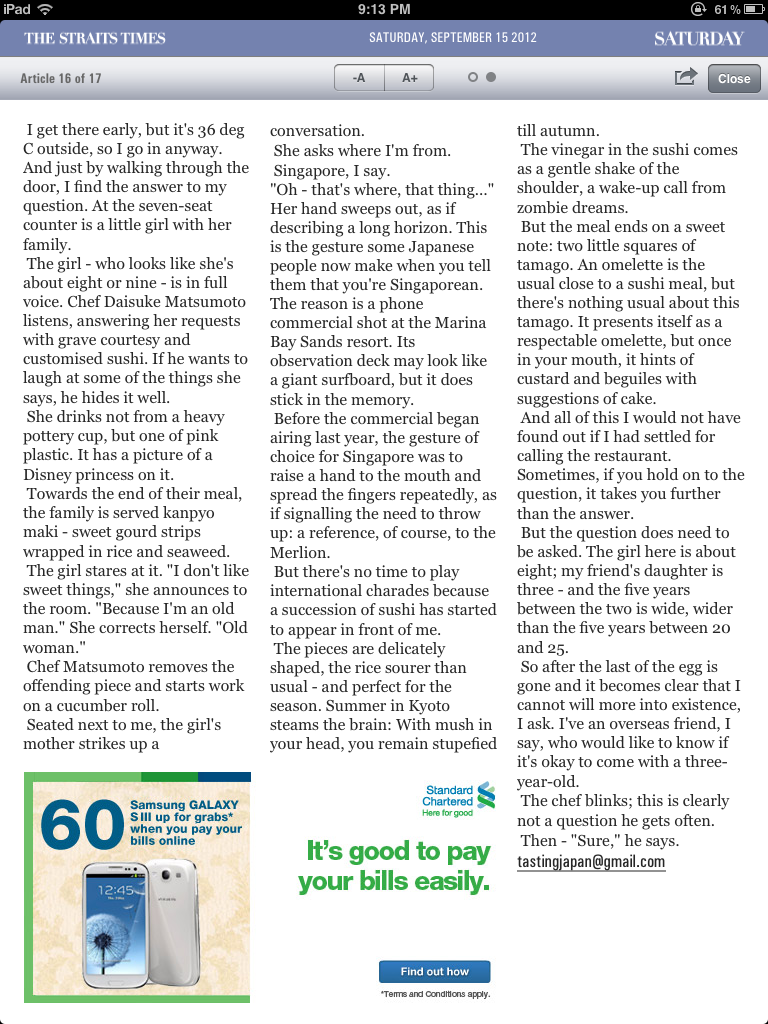 iPad
9:13 PM
61 %
THE STRAITS TIMES
SATURDAY, SEPTEMBER 15 2012
SATURDAY
Article 16 of 17
-A
A+
Close
I get there early, but it's 36 deg
C outside, so I go in anyway.
And just by walking through the
door, I find the answer to my
question. At the seven-seat
counter is a little girl with her
family.
The girl - who looks like she's
about eight or nine - is in full
voice. Chef Daisuke Matsumoto
listens, answering her requests
with grave courtesy and
customised sushi. If he wants to
laugh at some of the things she
says, he hides it well.
She drinks not from a heavy
pottery cup, but one of pink
plastic. It has a picture of a
Disney princess on it.
Towards the end of their meal,
the family is served kanpyo
maki - sweet gourd strips
wrapped in rice and seaweed.
The girl stares at it. "I don't like
sweet things," she announces to
the room. "Because I'm an old
man." She corrects herself. "Old
woman."
Chef Matsumoto removes the
offending piece and starts work
on a cucumber roll.
Seated next to me, the girl's
mother strikes up a
conversation.
She asks where I'm from.
Singapore, I say.
"Oh - that's where, that thing..."
Her hand sweeps out, as if
describing a long horizon. This
is the gesture some Japanese
people now make when you tell
them that you're Singaporean.
The reason is a phone
commercial shot at the Marina
Bay Sands resort. Its
observation deck may look like
a giant surfboard, but it does
stick in the memory.
Before the commercial began
airing last year, the gesture of
choice for Singapore was to
raise a hand to the mouth and
spread the fingers repeatedly, as
if signalling the need to throw
up: a reference, of course, to the
Merlion.
But there's no time to play
international charades because
a succession of sushi has started
to appear in front of me.
The pieces are delicately
shaped, the rice sourer than
usual - and perfect for the
season. Summer in Kyoto
steams the brain: With mush in
your head, you remain stupefied
till autumn.
The vinegar in the sushi comes
as a gentle shake of the
shoulder, a wake-up call from
zombie dreams.
But the meal ends on a sweet
note: two little squares of
tamago. An omelette is the
usual close to a sushi meal, but
there's nothing usual about this
tamago. It presents itself as a
respectable omelette, but once
in your mouth, it hints of
custard and beguiles with
suggestions of cake.
And all of this I would not have
found out if I had settled for
calling the restaurant.
Sometimes, if you hold on to the
question, it takes you further
than the answer.
But the question does need to
be asked. The girl here is about
eight; my friend's daughter is
three - and the five years
between the two is wide, wider
than the five years between 20
and 25.
So after the last of the egg is
gone and it becomes clear that I
cannot will more into existence,
I ask. I've an overseas friend, I
say, who would like to know if
it's okay to come with a three-
year-old.
The chef blinks; this is clearly
not a question he gets often.
Then - "Sure," he says.
tastingjapan@gmail.com
60
Samsung GALAXY
S III up for grabs*
when you pay your
bills online
12:45
Standard
Chartered
Here for good
It's good to pay
your bills easily.
Find out how
*Terms and Conditions apply.